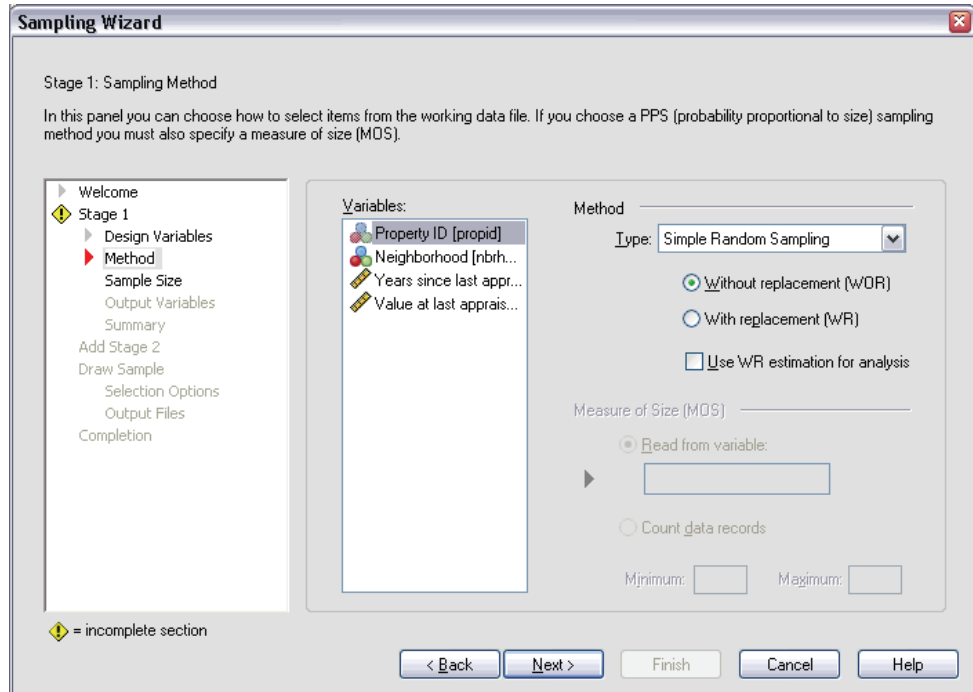 Sampling Wizard
Stage 1: Sampling Method
In this panel you can choose how to select items from the working data file. If you choose a PPS (probability proportional to size) sampling
method you must also specify a measure of size (MOS).
Welcome
Stage 1
Design Variables
Method
Sample Size
Output Variables
Summary
Add Stage 2
Draw Sample
Selection Options
Output Files
Completion
! = incomplete section
Variables:
Property ID [propid]
Neighborhood [nbrh...
Years since last appr...
Value at last apprais...
Method
Type: Simple Random Sampling
Without replacement (WOR)
With replacement (WR)
Use WR estimation for analysis
Measure of Size (MOS)
Read from variable:
Count data records
Minimum: Maximum:
< Back Next > Finish Cancel Help